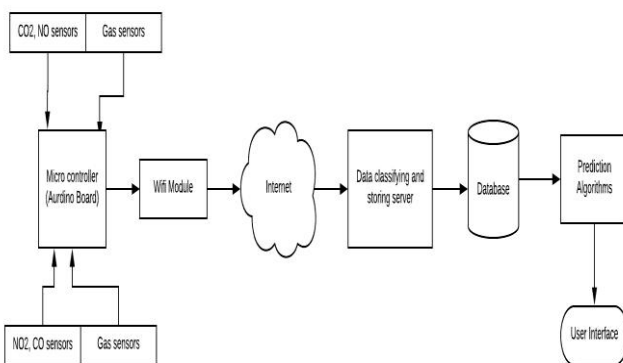 CO2, NO sensors
Gas sensors
Micro controller
(Aurdino Board)
Wifi Module
Internet
Data classifying and
storing server
Database
Prediction
Algorithms
NO2, CO sensors
Gas sensors
User Interface